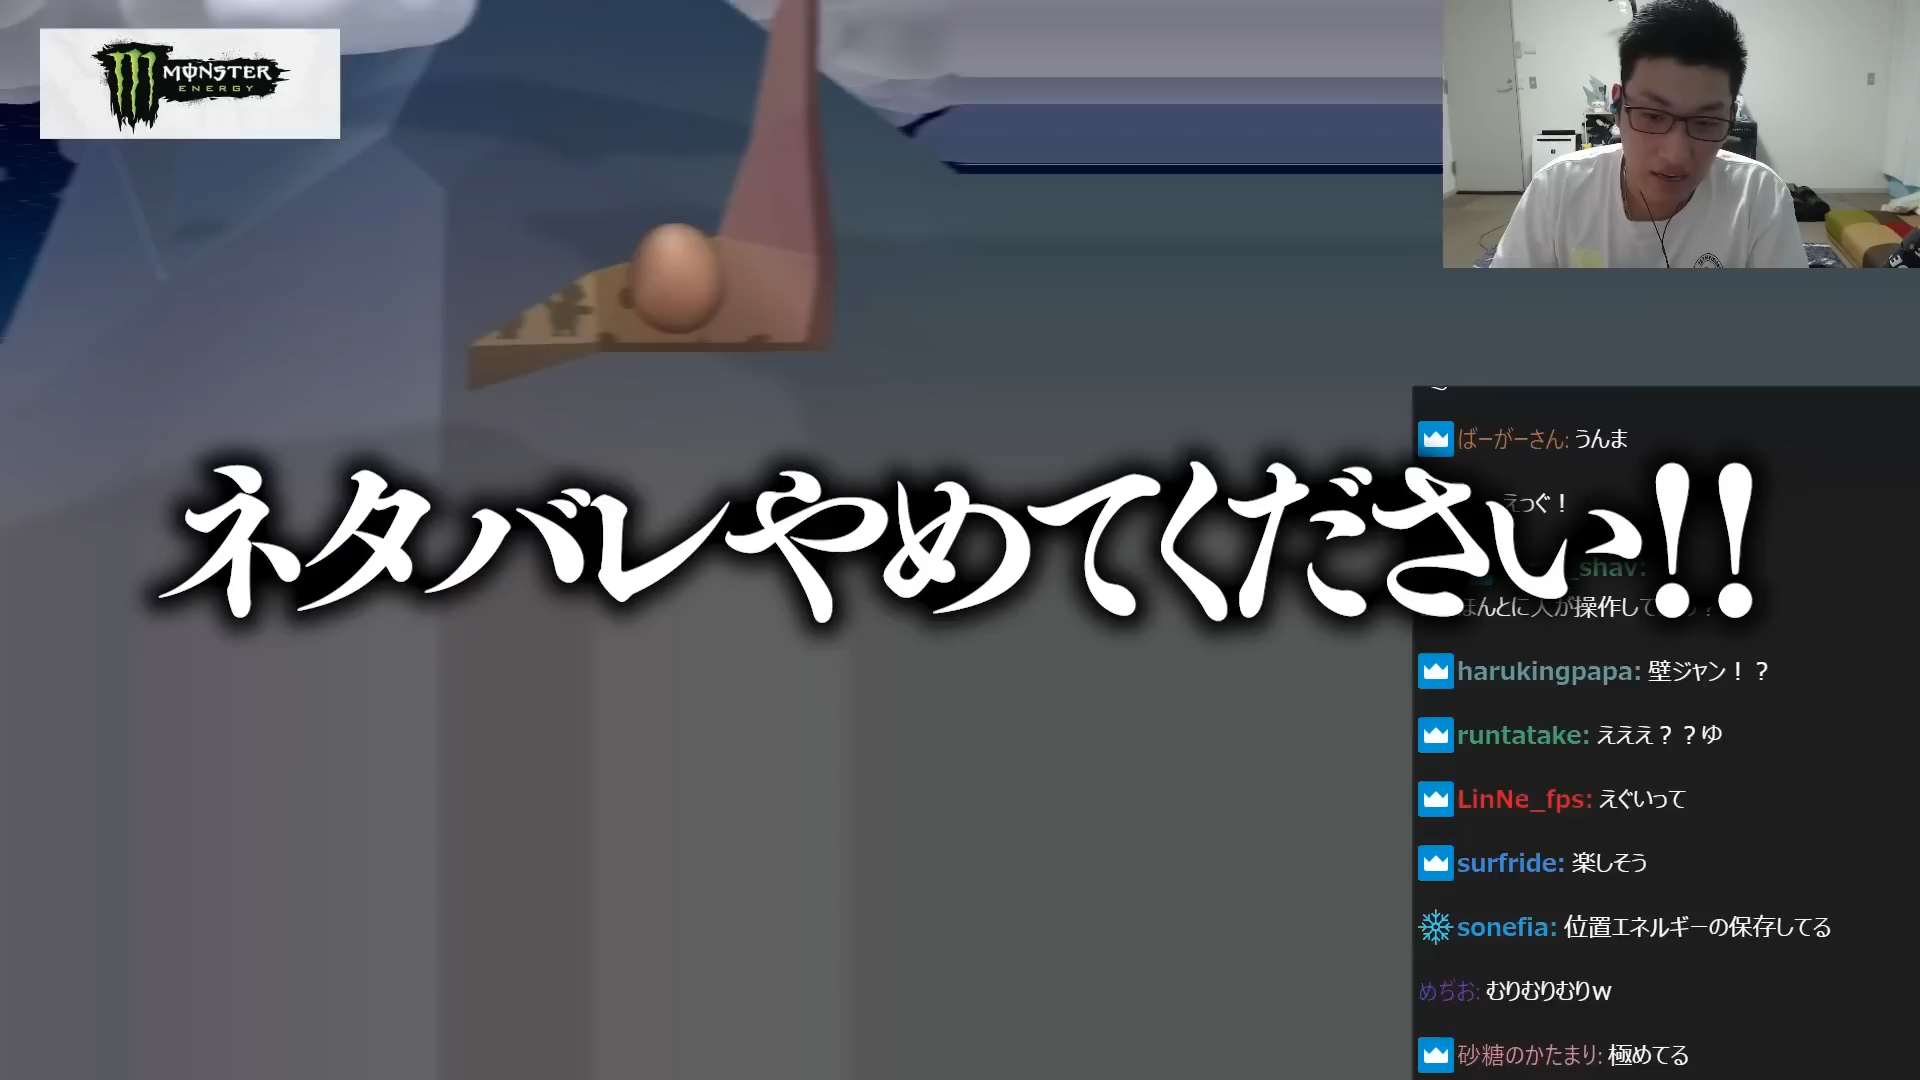 MONSTER
ENERGY
ネタバレやめてください!!
ばーがーさん: うんま
えっぐ！
_shav:
ほんとに人が操作して
harukingpapa: 壁ジャン！？
runtatake: えええ？？ゆ
LinNe_fps: えぐいって
surfride: 楽しそう
sonefia: 位置エネルギーの保存してる
めぢお: むりむりむりw
砂糖のかたまり: 極めてる